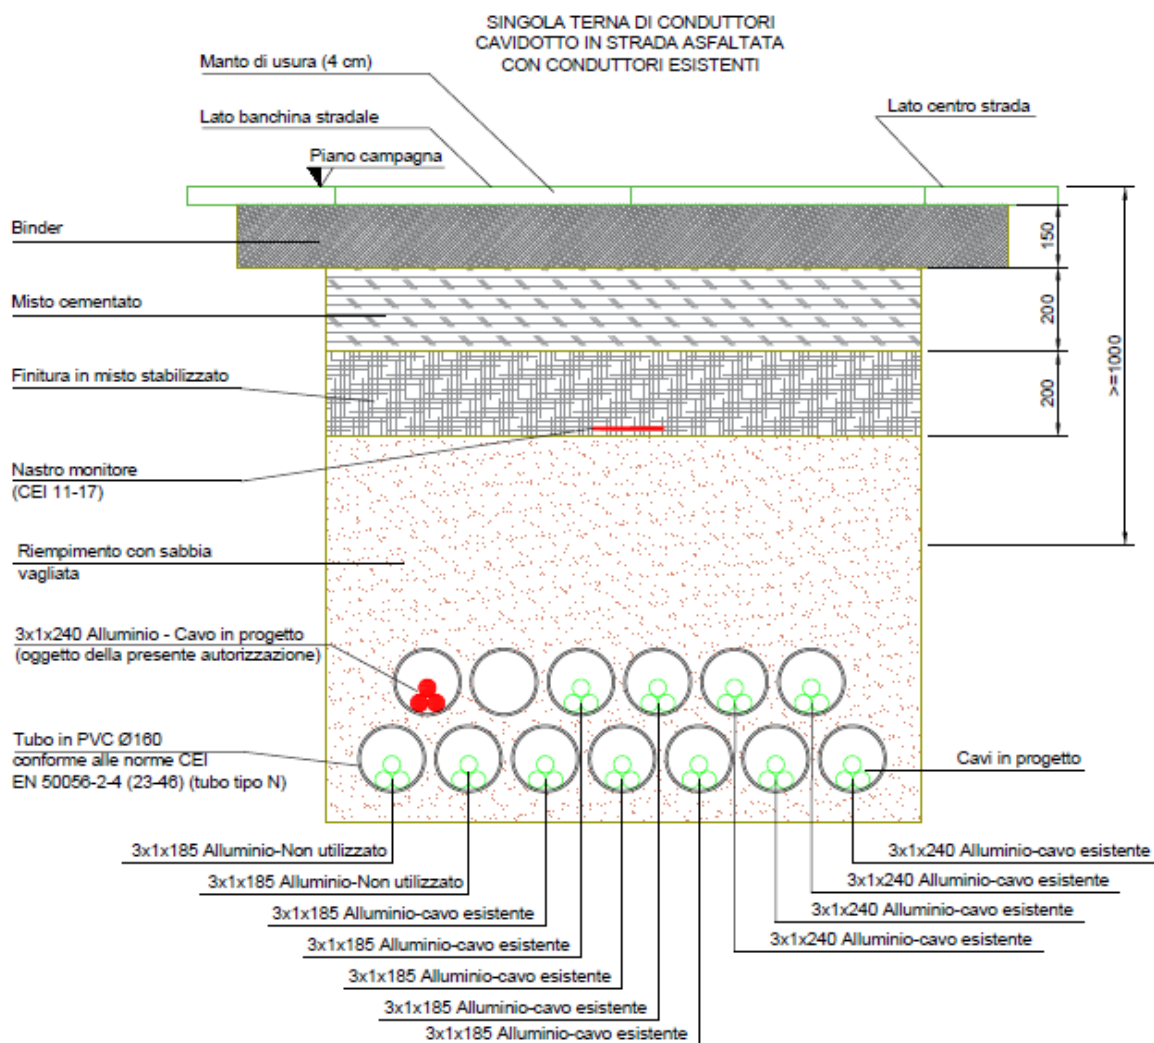 SINGOLA TERNA DI CONDUTTORI
CAVIDOTTO IN STRADA ASFALTATA
CON CONDUTTORI ESISTENTI
Manto di usura (4 cm)
Lato banchina stradale
Lato centro strada
Piano campagna
Binder
150
Misto cementato
200
>=1000
Finitura in misto stabilizzato
200
Nastro monitore
(CEI 11-17)
Riempimento con sabbia
vagliata
3x1x240 Alluminio - Cavo in progetto
(oggetto della presente autorizzazione)
Tubo in PVC Ø160
conforme alle norme CEI
EN 50056-2-4 (23-46) (tubo tipo N)
Cavi in progetto
3x1x185 Alluminio-Non utilizzato
3x1x185 Alluminio-Non utilizzato
3x1x185 Alluminio-cavo esistente
3x1x185 Alluminio-cavo esistente
3x1x185 Alluminio-cavo esistente
3x1x185 Alluminio-cavo esistente
3x1x185 Alluminio-cavo esistente
3x1x240 Alluminio-cavo esistente
3x1x240 Alluminio-cavo esistente
3x1x240 Alluminio-cavo esistente
3x1x240 Alluminio-cavo esistente